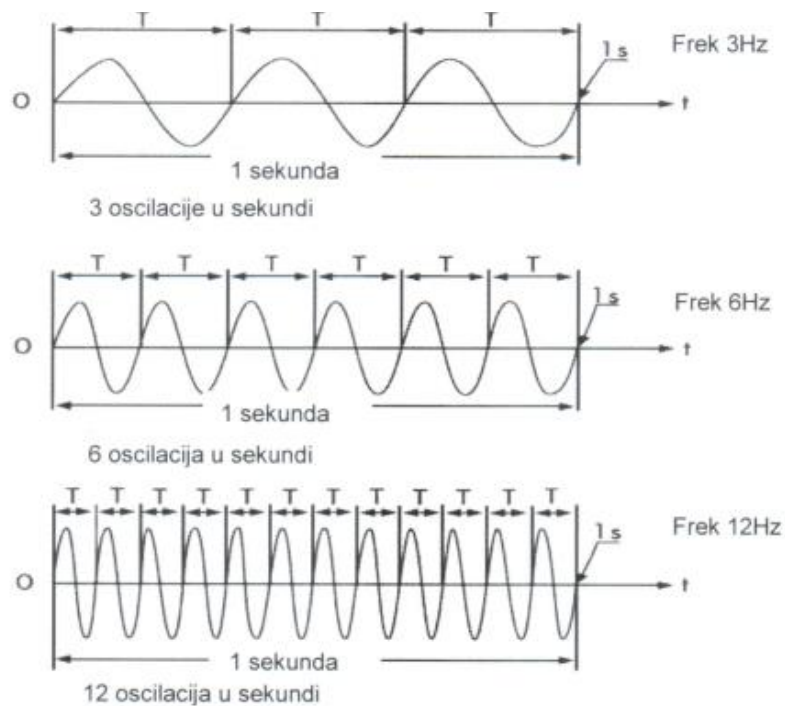 T T T
1 s
Frek 3Hz
O
t
1 sekunda
3 oscilacije u sekundi
T T T T T T
1 s
Frek 6Hz
O
t
1 sekunda
6 oscilacija u sekundi
T T T T T T T T T T T T
1 s
Frek 12Hz
O
t
1 sekunda
12 oscilacija u sekundi